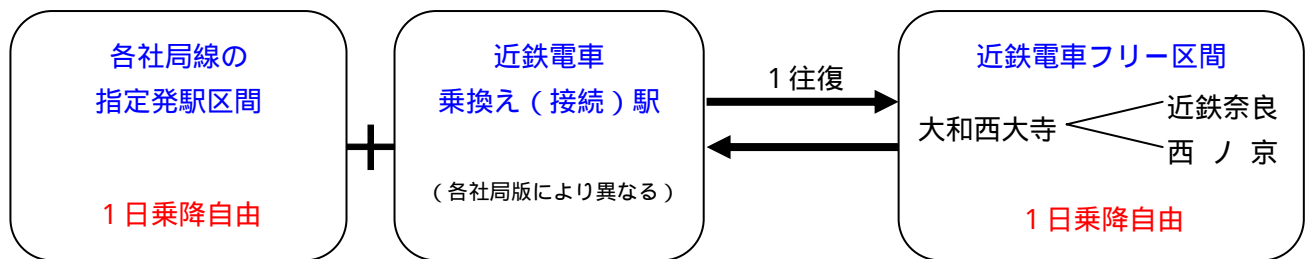 各社局線の
指定発駅区間
1日乗降自由
近鉄電車
乗換え（接続）駅
（各社局版により異なる）
1往復
近鉄電車フリー区間
大和西大寺
近鉄奈良
西ノ京
1日乗降自由